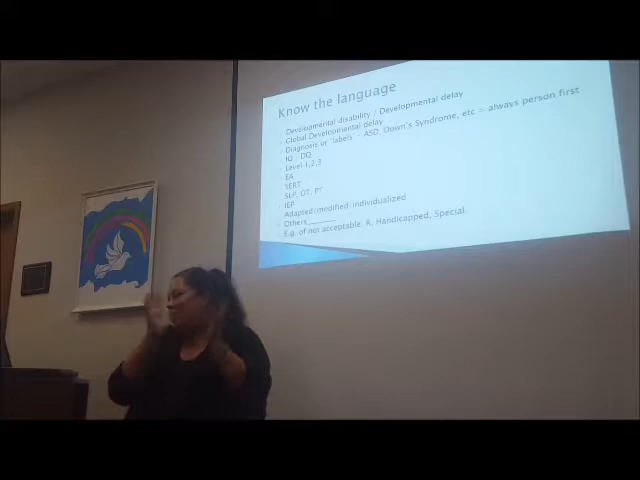 Know the language
Developmental disability / Developmental delay
Global Developmental delay
Diagnosis or "labels" - ASD, Down's Syndrome, etc - always person first
IQ, DQ
Level 1,2,3
EA
SERT
SLP, OT, PT
IEP
Adapted/modified/individualized
Others______
E.g. of not acceptable: R, Handicapped, Special.